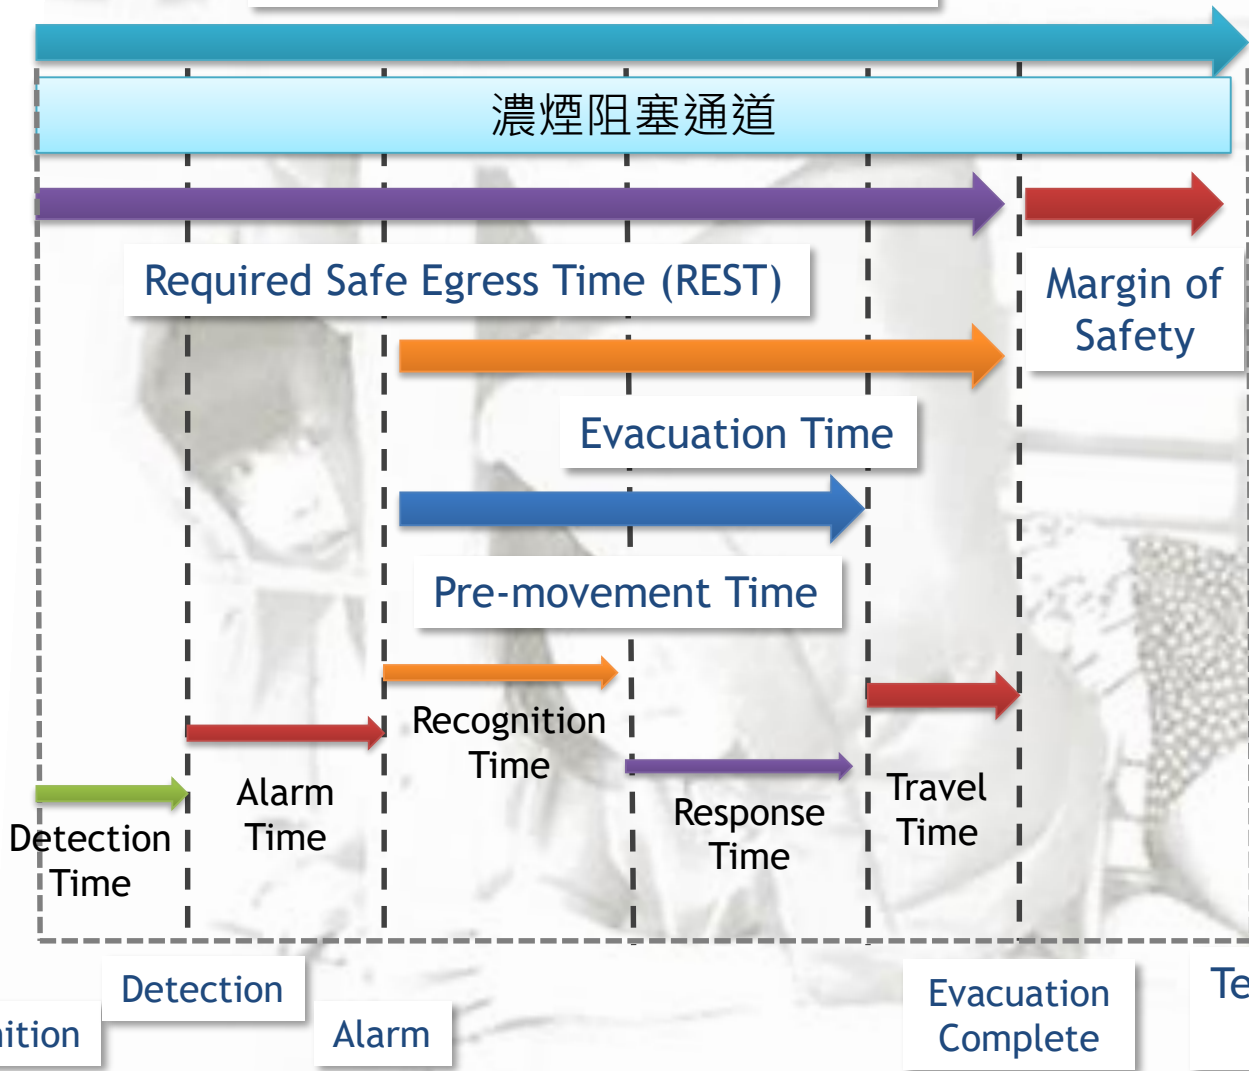 濃煙阻塞通道
Required Safe Egress Time (REST)
Margin of
Safety
Evacuation Time
Pre-movement Time
Recognition
Time
Alarm
Time
Response
Time
Travel
Time
Detection
Time
Detection
Alarm
Evacuation
Complete